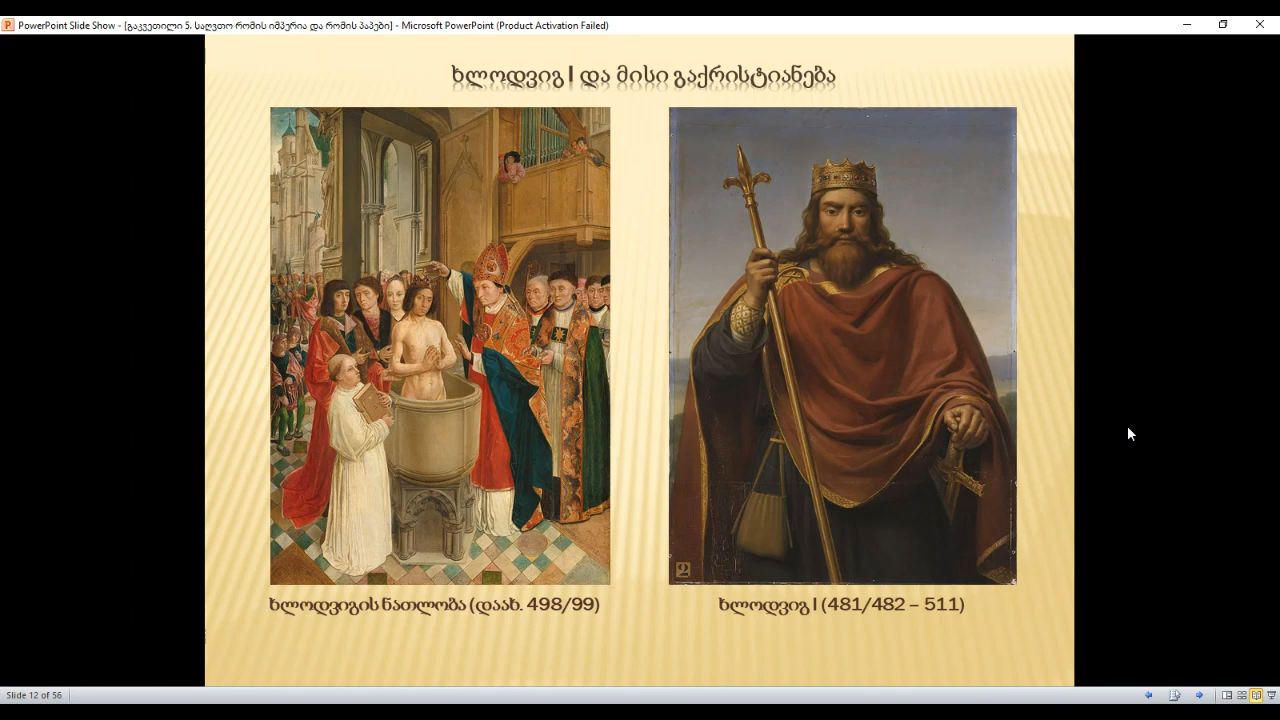 PowerPoint Slide Show - [გაკვეთილი 5. საღვთო რომის იმპერია და რომის პაპები] - Microsoft PowerPoint (Product Activation Failed)
ხლოდვიგ I და მისი გაქრისტიანება
2
ხლოდვიგის ნათლობა (დაახ. 498/99)
ხლოდვიგ I (481/482 – 511)
Slide 12 of 56